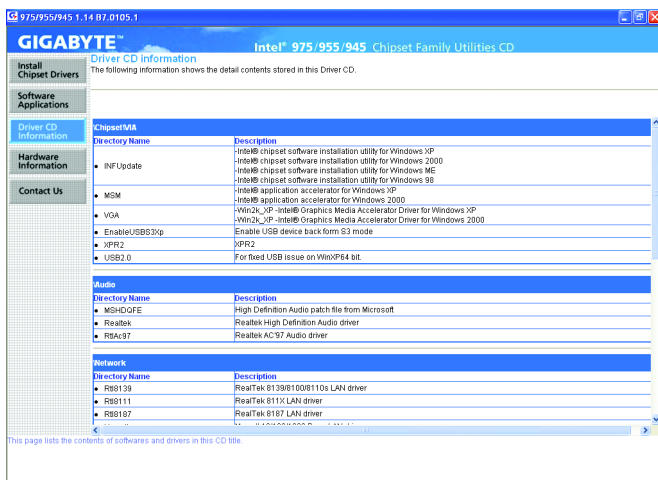 975/955/945 1.14 B7.0105.1
GIGABYTE™
Intel® 975/955/945 Chipset Family Utilities CD
Install
Chipset Drivers
Software
Applications
Driver CD
Information
Hardware
Information
Contact Us
Driver CD information
The following information shows the detail contents stored in this Driver CD.
\Chipset\VIA
Directory Name Description
INFUpdate
-Intel® chipset software installation utility for Windows XP
-Intel® chipset software installation utility for Windows 2000
-Intel® chipset software installation utility for Windows ME
-Intel® chipset software installation utility for Windows 98
MSM
-Intel® application accelerator for Windows XP
-Intel® application accelerator for Windows 2000
VGA
-Win2k_XP -Intel® Graphics Media Accelerator Driver for Windows XP
-Win2k_XP -Intel® Graphics Media Accelerator Driver for Windows 2000
EnableUSBS3Xp Enable USB device back form S3 mode
XPR2 XPR2
USB2.0 For fixed USB issue on WinXP64 bit.
\Audio
Directory Name Description
MSHDQFE High Definition Audio patch file from Microsoft
Realtek Realtek High Definition Audio driver
RtlAc97 Realtek AC'97 Audio driver
\Network
Directory Name Description
Rtl8139 RealTek 8139/8100/8110s LAN driver
Rtl8111 RealTek 811X LAN driver
Rtl8187 RealTek 8187 LAN driver
This page lists the contents of softwares and drivers in this CD title.